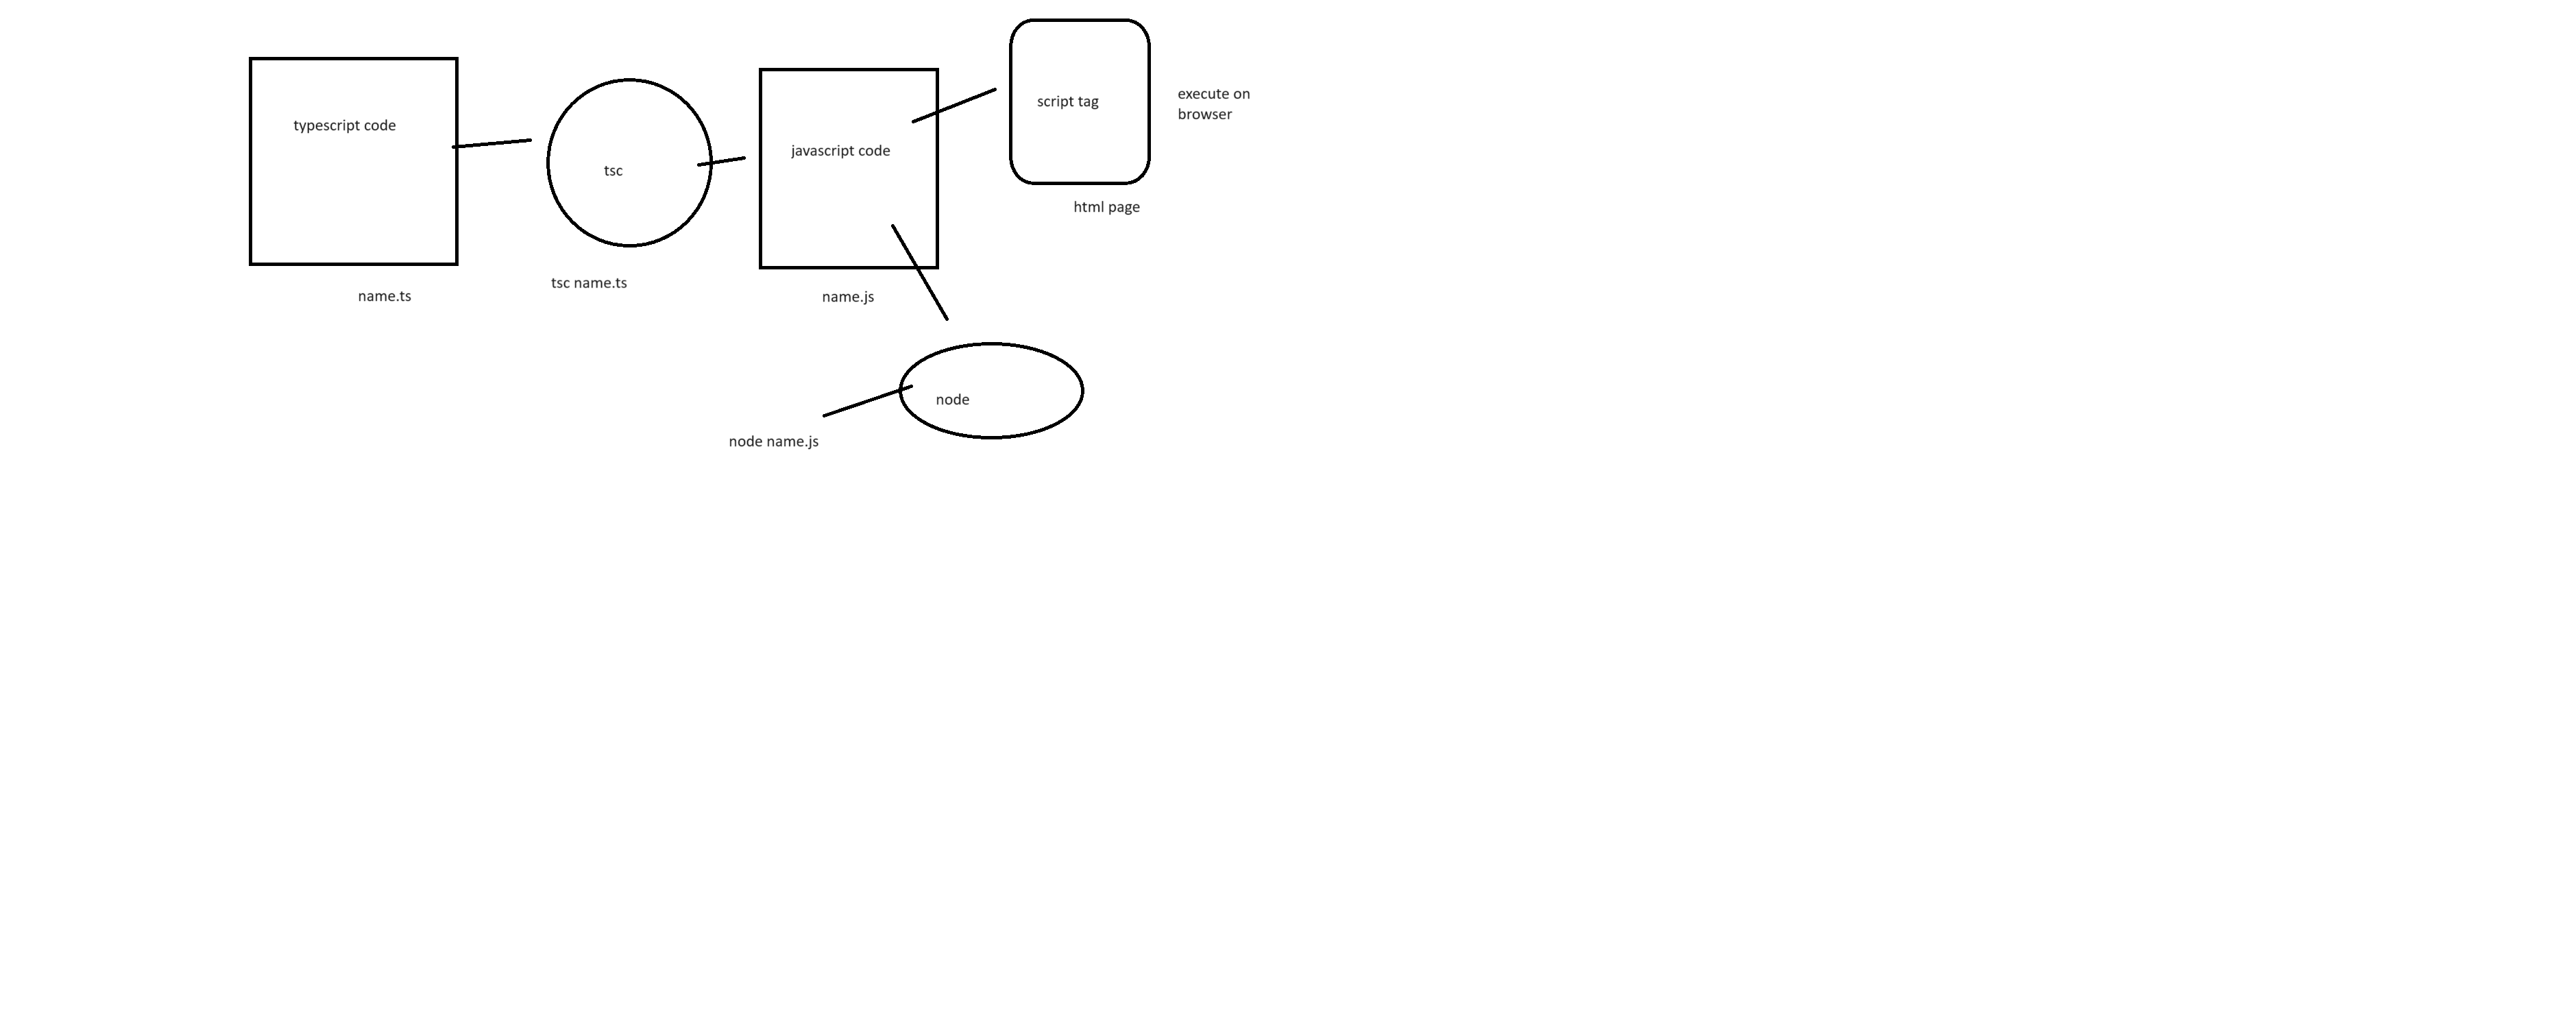 typescript code
name.ts
tsc
tsc name.ts
javascript code
name.js
script tag
html page
execute on
browser
node
node name.js